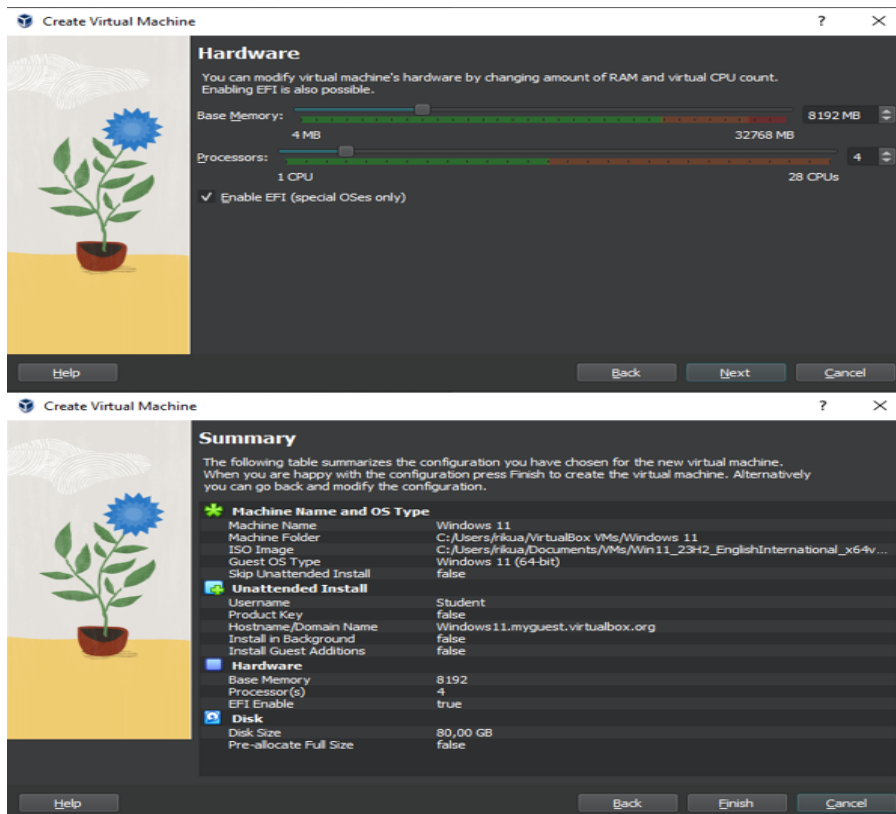 Create Virtual Machine ? ✕
Hardware
You can modify virtual machine's hardware by changing amount of RAM and virtual CPU count.
Enabling EFI is also possible.
Base Memory: 8192 MB
4 MB 32768 MB
Processors: 4
1 CPU 28 CPUs
Enable EFI (special OSes only)
Help Back Next Cancel
Create Virtual Machine ? ✕
Summary
The following table summarizes the configuration you have chosen for the new virtual machine.
When you are happy with the configuration press Finish to create the virtual machine. Alternatively
you can go back and modify the configuration.
Machine Name and OS Type
Machine Name Windows 11
Machine Folder C:/Users/rikua/VirtualBox VMs/Windows 11
ISO Image C:/Users/rikua/Documents/VMs/Win11_23H2_EnglishInternational_x64v...
Guest OS Type Windows 11 (64-bit)
Skip Unattended Install false
Unattended Install
Username Student
Product Key false
Hostname/Domain Name Windows11.myguest.virtualbox.org
Install in Background false
Install Guest Additions false
Hardware
Base Memory 8192
Processor(s) 4
EFI Enable true
Disk
Disk Size 80,00 GB
Pre-allocate Full Size false
Help Back Finish Cancel